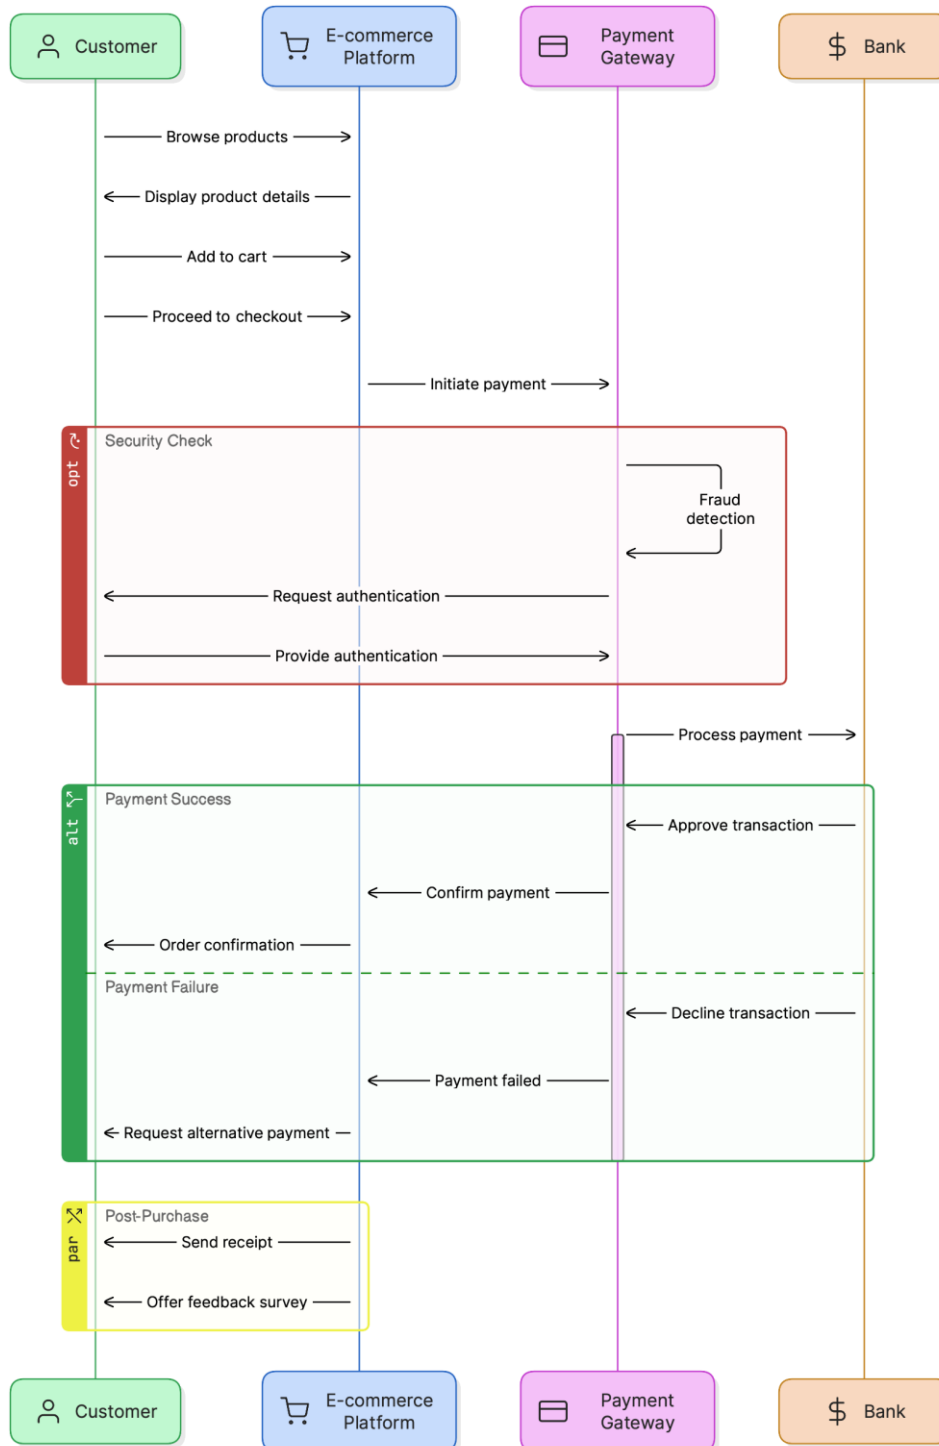 Customer
E-commerce
Platform
Payment
Gateway
Bank
Browse products
Display product details
Add to cart
Proceed to checkout
Initiate payment
opt
Security Check
Fraud
detection
Request authentication
Provide authentication
Process payment
alt
Payment Success
Approve transaction
Confirm payment
Order confirmation
Payment Failure
Decline transaction
Payment failed
Request alternative payment
par
Post-Purchase
Send receipt
Offer feedback survey
Customer
E-commerce
Platform
Payment
Gateway
Bank